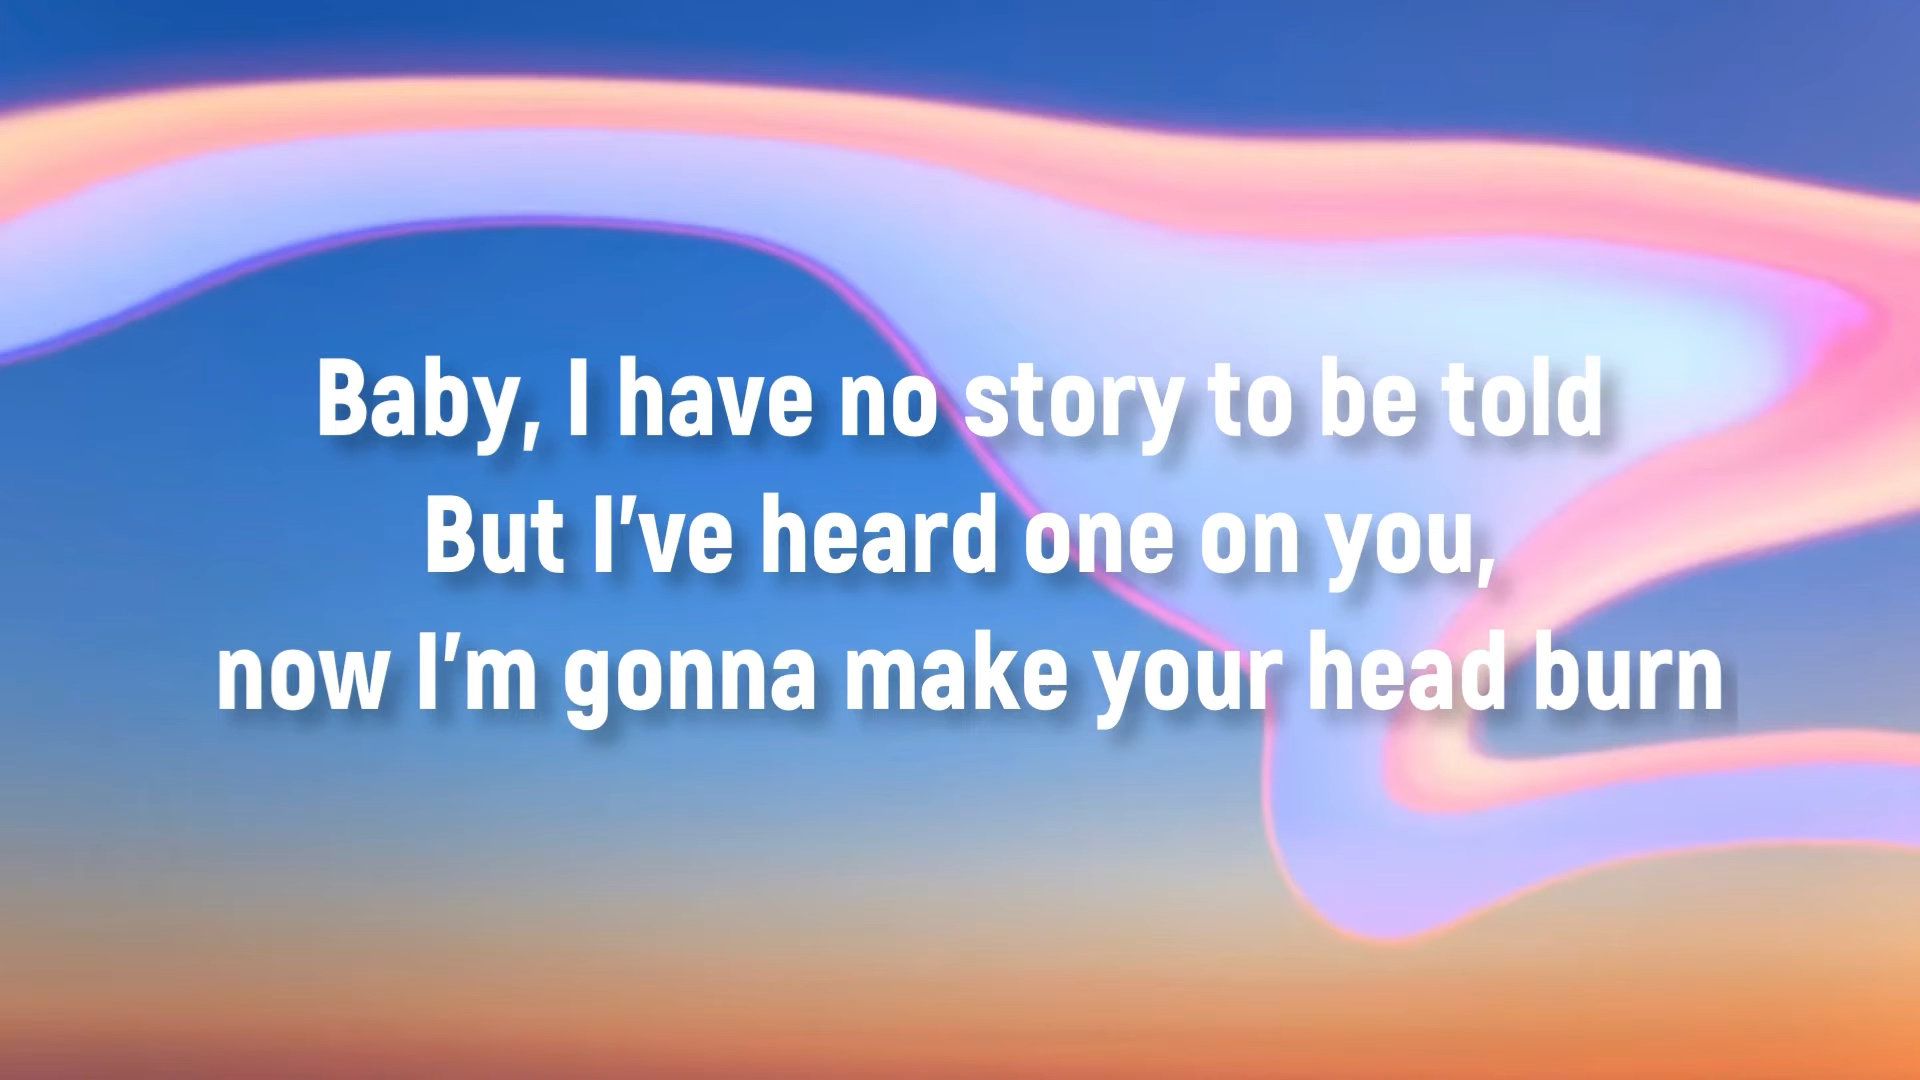 Baby, I have no story to be told
But I've heard one on you,
now I'm gonna make your head burn